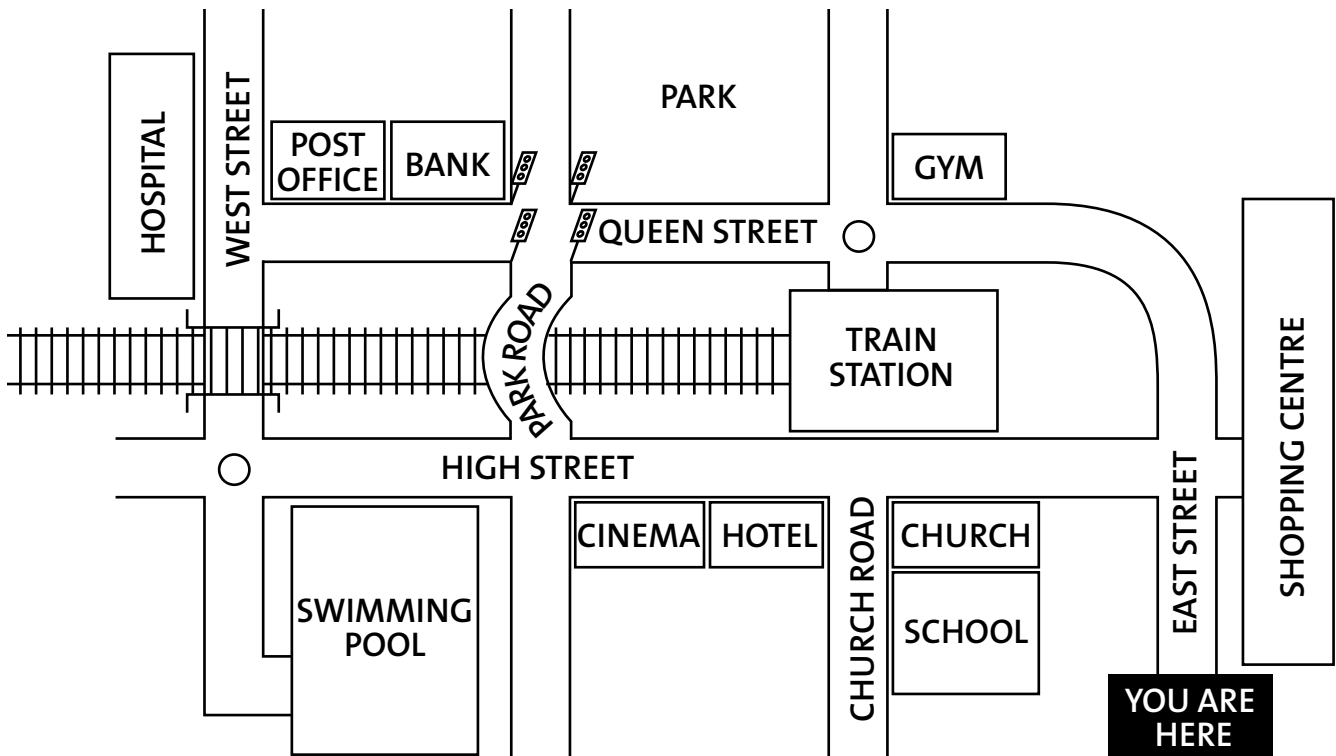 PARK
HOSPITAL
WEST STREET
POST
OFFICE
BANK
GYM
QUEEN STREET
PARK ROAD
TRAIN
STATION
SHOPPING CENTRE
HIGH STREET
CINEMA
HOTEL
CHURCH ROAD
CHURCH
EAST STREET
SWIMMING
POOL
SCHOOL
YOU ARE
HERE